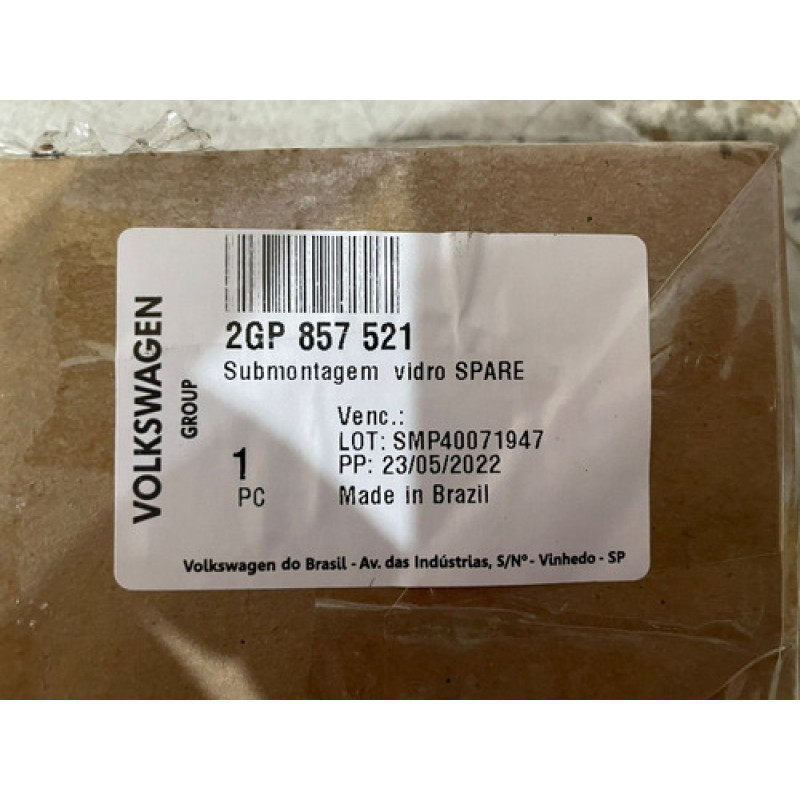 VOLKSWAGEN
GROUP
2GP 857 521
Submontagem vidro SPARE
Venc.:
LOT: SMP40071947
PP: 23/05/2022
Made in Brazil
1
PC
Volkswagen do Brasil - Av. das Indústrias, S/Nº - Vinhedo - SP